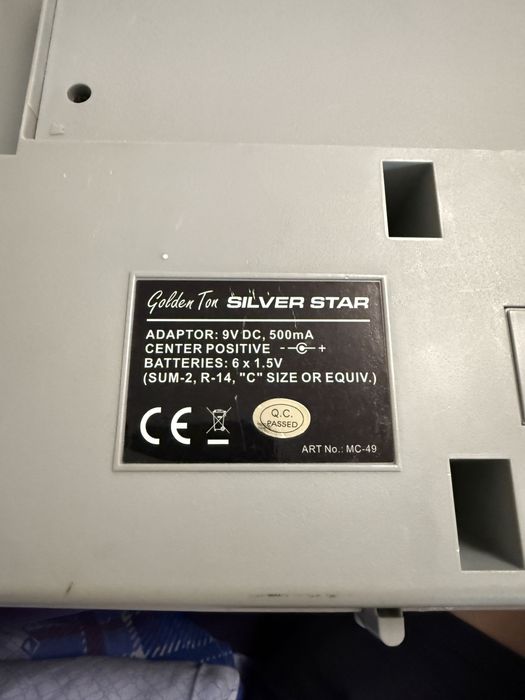 Golden Ton SILVER STAR
ADAPTOR: 9V DC, 500mA
CENTER POSITIVE - +
BATTERIES: 6 x 1.5V
(SUM-2, R-14, "C" SIZE OR EQUIV.)
CE
Q.C.
PASSED
ART No.: MC-49